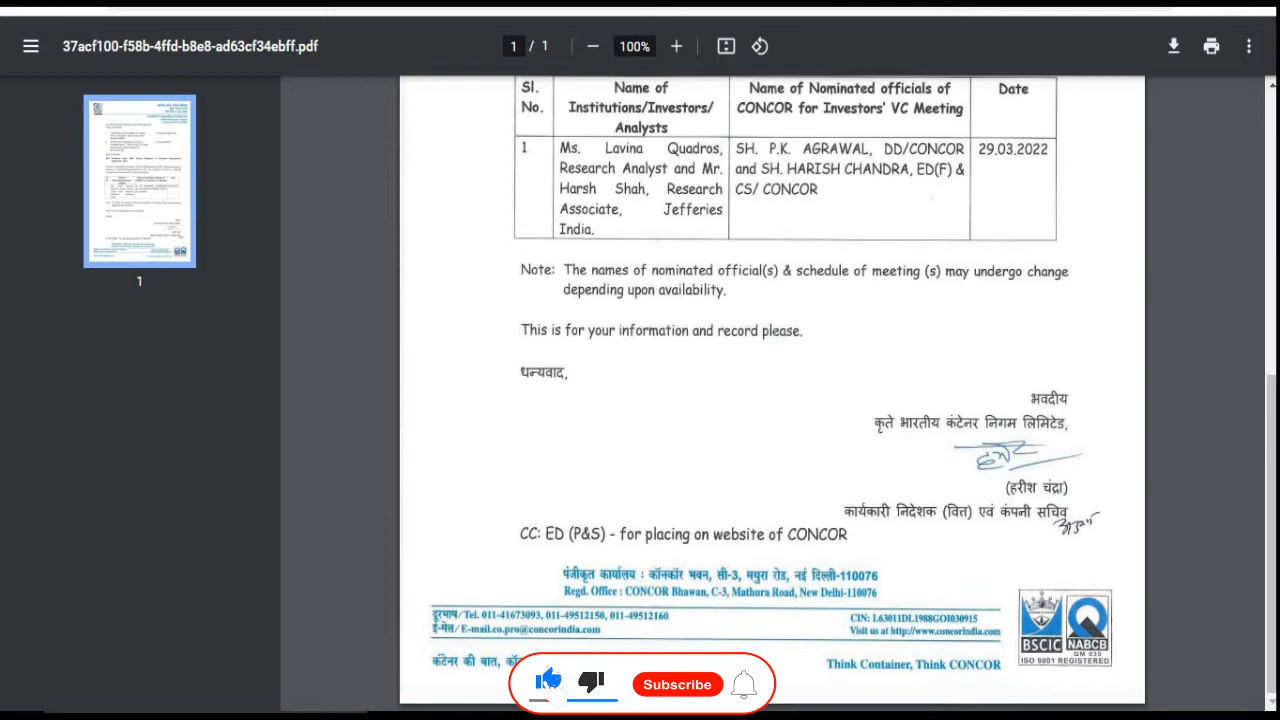 37acf100-f58b-4ffd-b8e8-ad63cf34ebff.pdf
1 / 1
100%
1
Sl. No.
Name of Institutions/Investors/ Analysts
Name of Nominated officials of CONCOR for Investors' VC Meeting
Date
1
Ms. Lavina Quadros,
Research Analyst and Mr.
Harsh Shah, Research
Associate, Jefferies
India.
SH. P.K. AGRAWAL, DD/CONCOR
and SH. HARISH CHANDRA, ED(F) &
CS/ CONCOR
29.03.2022
Note: The names of nominated official(s) & schedule of meeting (s) may undergo change
depending upon availability.
This is for your information and record please.
धन्यवाद,
भवदीय
कृते भारतीय कंटेनर निगम लिमिटेड,
(हरीश चंद्रा)
कार्यकारी निदेशक (वित्त) एवं कंपनी सचिव
CC: ED (P&S) - for placing on website of CONCOR
पंजीकृत कार्यालय : कॉनकॉर भवन, सी-3, मथुरा रोड, नई दिल्ली-110076
Regd. Office : CONCOR Bhawan, C-3, Mathura Road, New Delhi-110076
दूरभाष/Tel. 011-41673093, 011-49512150, 011-49512160
ई-मेल/E-mail.co.pro@concorindia.com
CIN: L63011DL1988GOI030915
Visit us at http://www.concorindia.com
BSCIC NABCB
QM 030
ISO 9001 REGISTERED
कंटेनर की बात,
Think Container, Think CONCOR
Subscribe